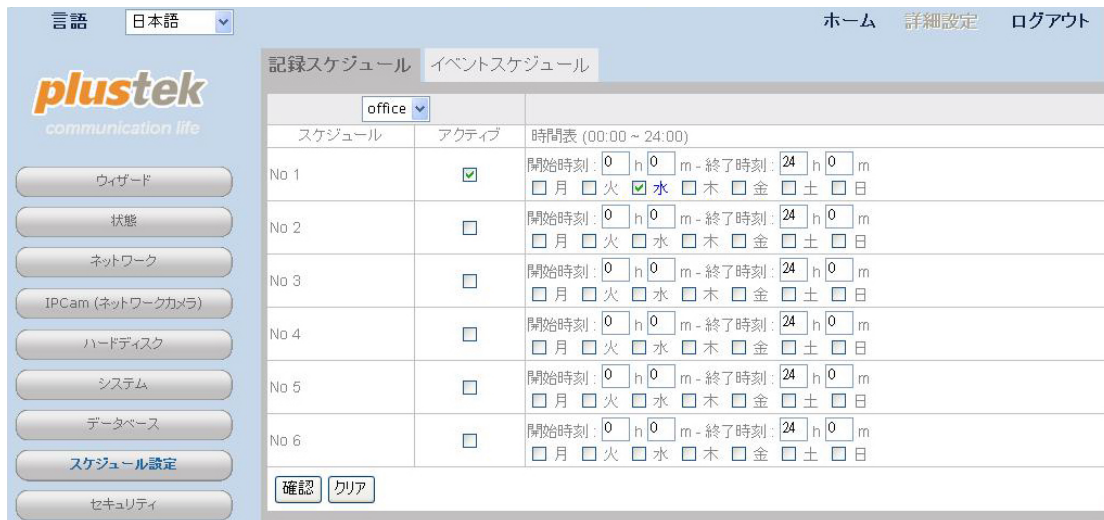 言語 日本語 ホーム 詳細設定 ログアウト
plustek
communication life
記録スケジュール イベントスケジュール
office
スケジュール アクティブ 時間表 (00:00 ~ 24:00)
No 1 開始時刻 : 0 h 0 m - 終了時刻 : 24 h 0 m
月 火 水 木 金 土 日
No 2 開始時刻 : 0 h 0 m - 終了時刻 : 24 h 0 m
月 火 水 木 金 土 日
No 3 開始時刻 : 0 h 0 m - 終了時刻 : 24 h 0 m
月 火 水 木 金 土 日
No 4 開始時刻 : 0 h 0 m - 終了時刻 : 24 h 0 m
月 火 水 木 金 土 日
No 5 開始時刻 : 0 h 0 m - 終了時刻 : 24 h 0 m
月 火 水 木 金 土 日
No 6 開始時刻 : 0 h 0 m - 終了時刻 : 24 h 0 m
月 火 水 木 金 土 日
確認 クリア
ウィザード
状態
ネットワーク
IPCam (ネットワークカメラ)
ハードディスク
システム
データベース
スケジュール設定
セキュリティ